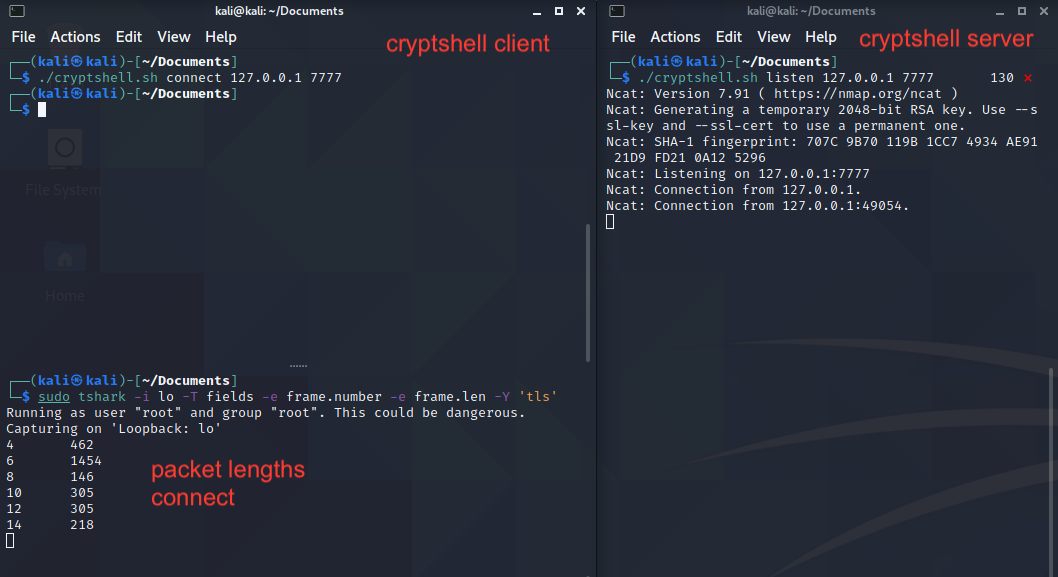 kali@kali: ~/Documents
File Actions Edit View Help
cryptshell client
┌──(kali㉿kali)-[~/Documents]
└─$ ./cryptshell.sh connect 127.0.0.1 7777
┌──(kali㉿kali)-[~/Documents]
└─$
File System
Home
┌──(kali㉿kali)-[~/Documents]
└─$ sudo tshark -i lo -T fields -e frame.number -e frame.len -Y 'tls'
Running as user "root" and group "root". This could be dangerous.
Capturing on 'Loopback: lo'
4 462
6 1454
8 146
10 305
12 305
14 218
packet lengths
connect
kali@kali: ~/Documents
File Actions Edit View Help
cryptshell server
┌──(kali㉿kali)-[~/Documents]
└─$ ./cryptshell.sh listen 127.0.0.1 7777 130 ⨯
Ncat: Version 7.91 ( https://nmap.org/ncat )
Ncat: Generating a temporary 2048-bit RSA key. Use --s
sl-key and --ssl-cert to use a permanent one.
Ncat: SHA-1 fingerprint: 707C 9B70 119B 1CC7 4934 AE91
21D9 FD21 0A12 5296
Ncat: Listening on 127.0.0.1:7777
Ncat: Connection from 127.0.0.1.
Ncat: Connection from 127.0.0.1:49054.